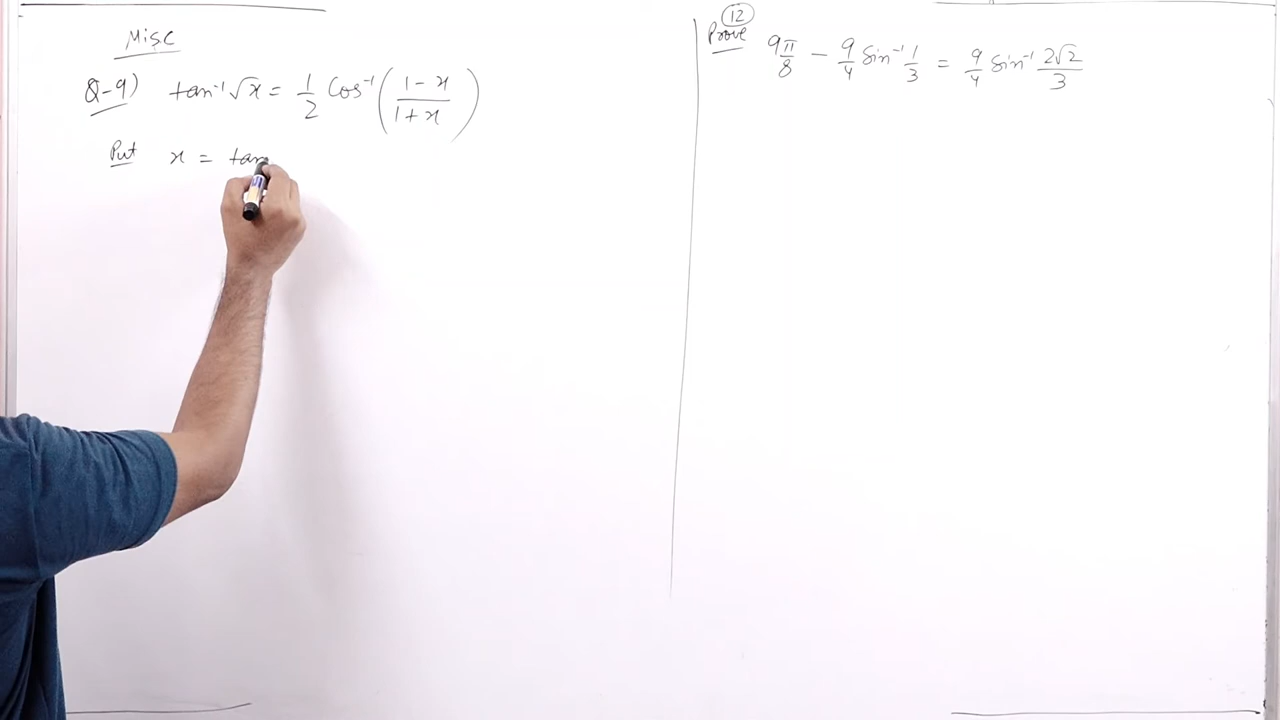 Misc
Q-9) tan⁻¹√x = 1/2 Cos⁻¹((1-x)/(1+x))
Put x = tan
12
Prove 9π/8 - 9/4 Sin⁻¹ 1/3 = 9/4 Sin⁻¹ 2√2/3